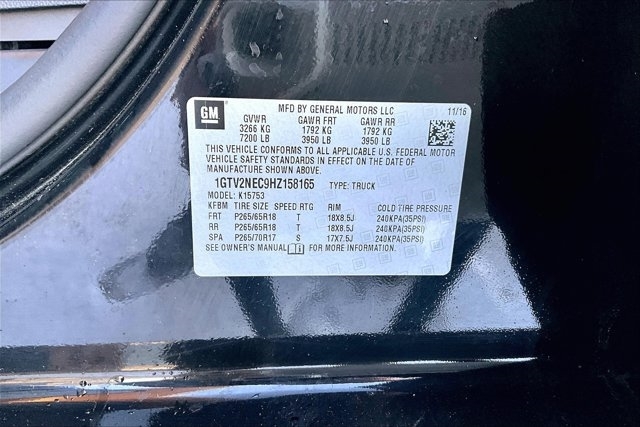 GM
MFD BY GENERAL MOTORS LLC 11/16
GVWR GAWR FRT GAWR RR
3266 KG 1792 KG 1792 KG
7200 LB 3950 LB 3950 LB
THIS VEHICLE CONFORMS TO ALL APPLICABLE U.S. FEDERAL MOTOR
VEHICLE SAFETY STANDARDS IN EFFECT ON THE DATE OF
MANUFACTURE SHOWN ABOVE.
1GTV2NEC9HZ158165 TYPE: TRUCK
MODEL: K15753
KFBM TIRE SIZE SPEED RTG RIM COLD TIRE PRESSURE
FRT P265/65R18 T 18X8.5J 240KPA(35PSI)
RR P265/65R18 T 18X8.5J 240KPA(35PSI)
SPA P265/70R17 S 17X7.5J 240KPA(35PSI)
SEE OWNER'S MANUAL FOR MORE INFORMATION.